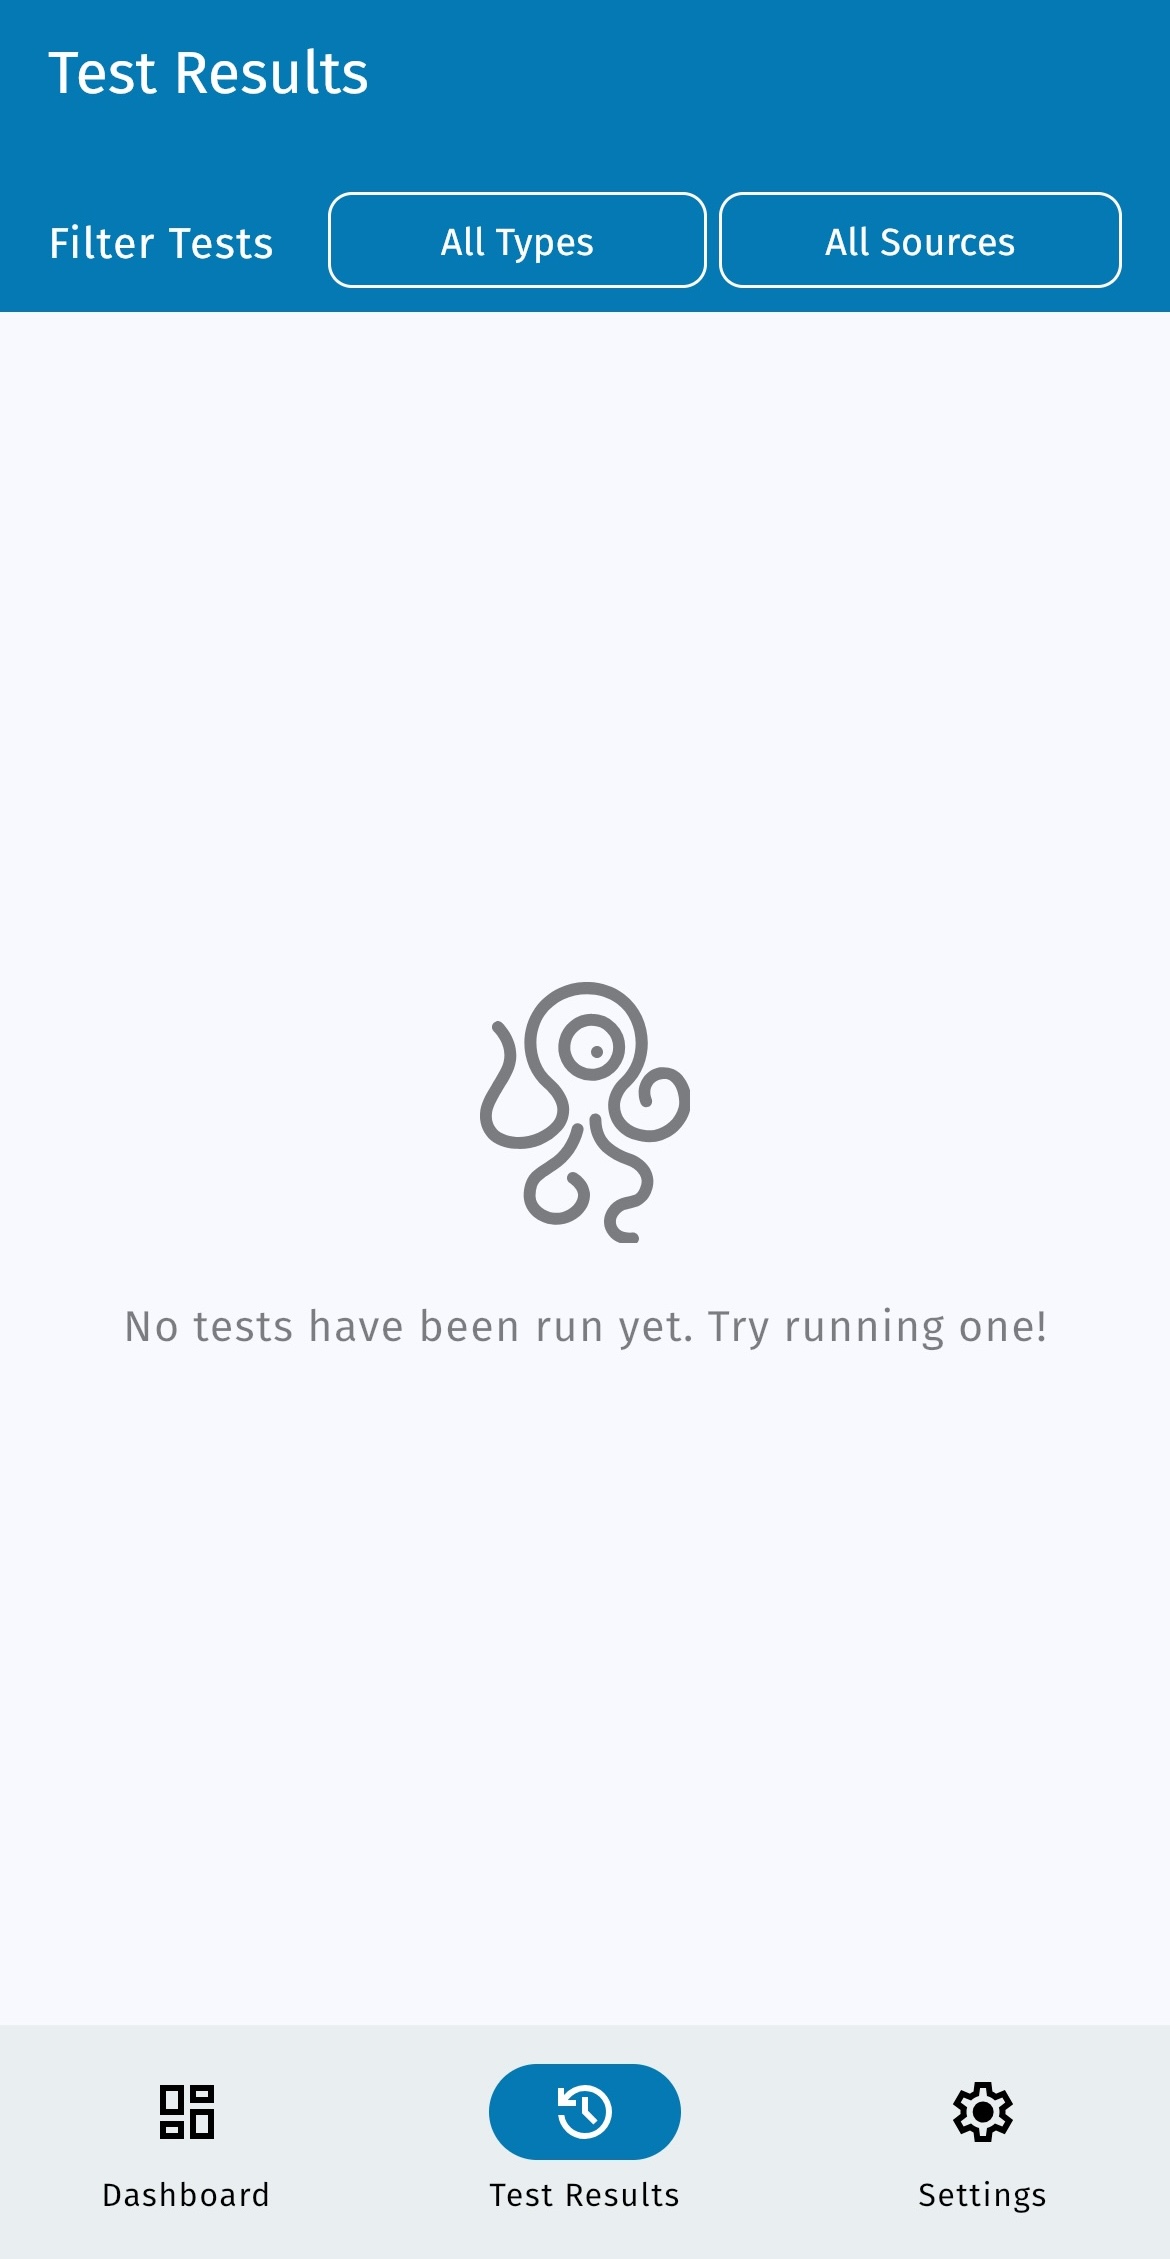 Test Results
Filter Tests
All Types
All Sources
No tests have been run yet. Try running one!
Dashboard
Test Results
Settings